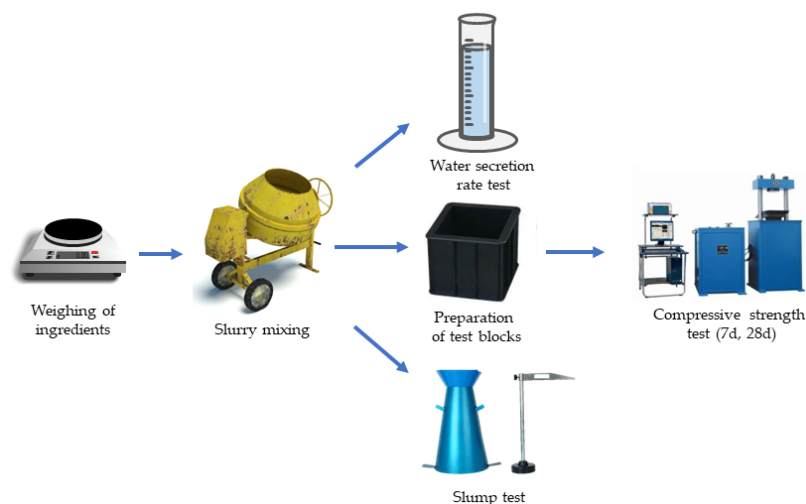 Weighing of
ingredients
Slurry mixing
Water secretion
rate test
Preparation
of test blocks
Slump test
Compressive strength
test (7d, 28d)